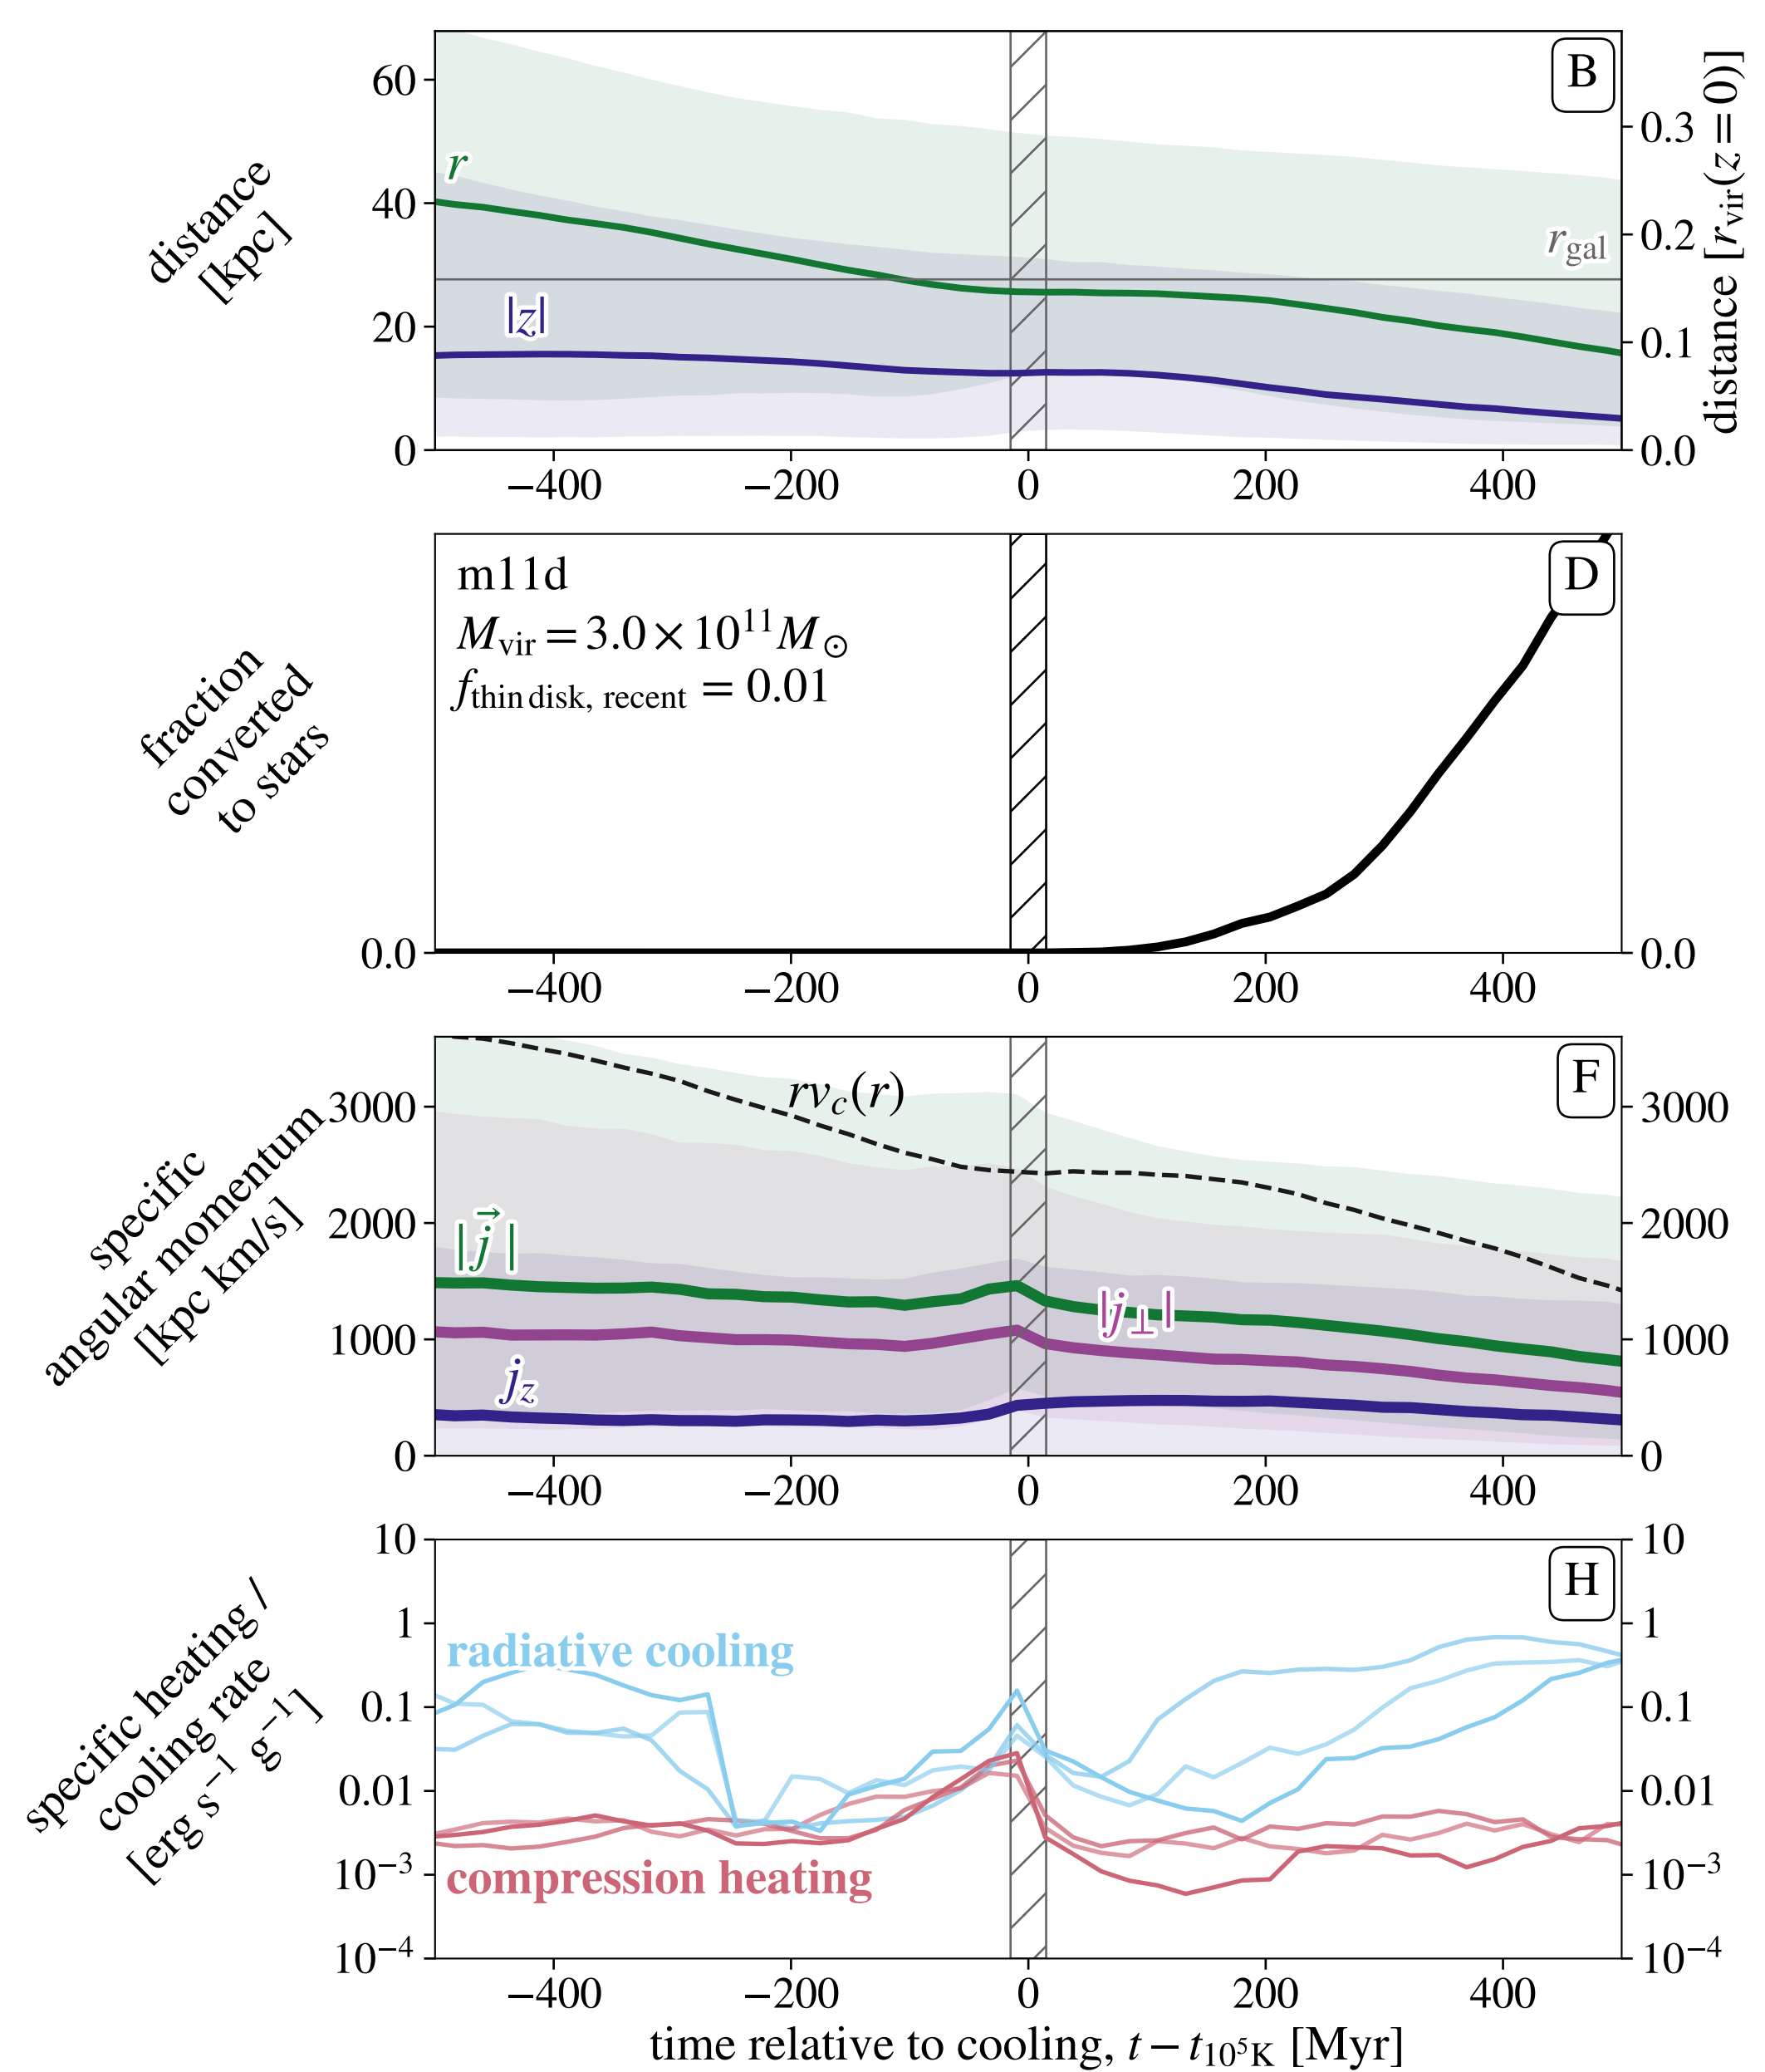 B
60
40
20
0
distance
[kpc]
r
|z|
r_gal
0.3
0.2
0.1
0.0
distance [r_vir(z = 0)]
−400 −200 0 200 400
D
m11d
M_vir = 3.0 × 10^11 M_⊙
f_thin disk, recent = 0.01
fraction
converted
to stars
0.0
0.0
−400 −200 0 200 400
F
3000
2000
1000
0
specific
angular momentum
[kpc km/s]
rv_c(r)
|j⃗|
|j_⊥|
j_z
3000
2000
1000
0
−400 −200 0 200 400
H
10
1
0.1
0.01
10^−3
10^−4
specific heating /
cooling rate
[erg s^−1 g^−1]
radiative cooling
compression heating
10
1
0.1
0.01
10^−3
10^−4
−400 −200 0 200 400
time relative to cooling, t − t_10^5K [Myr]